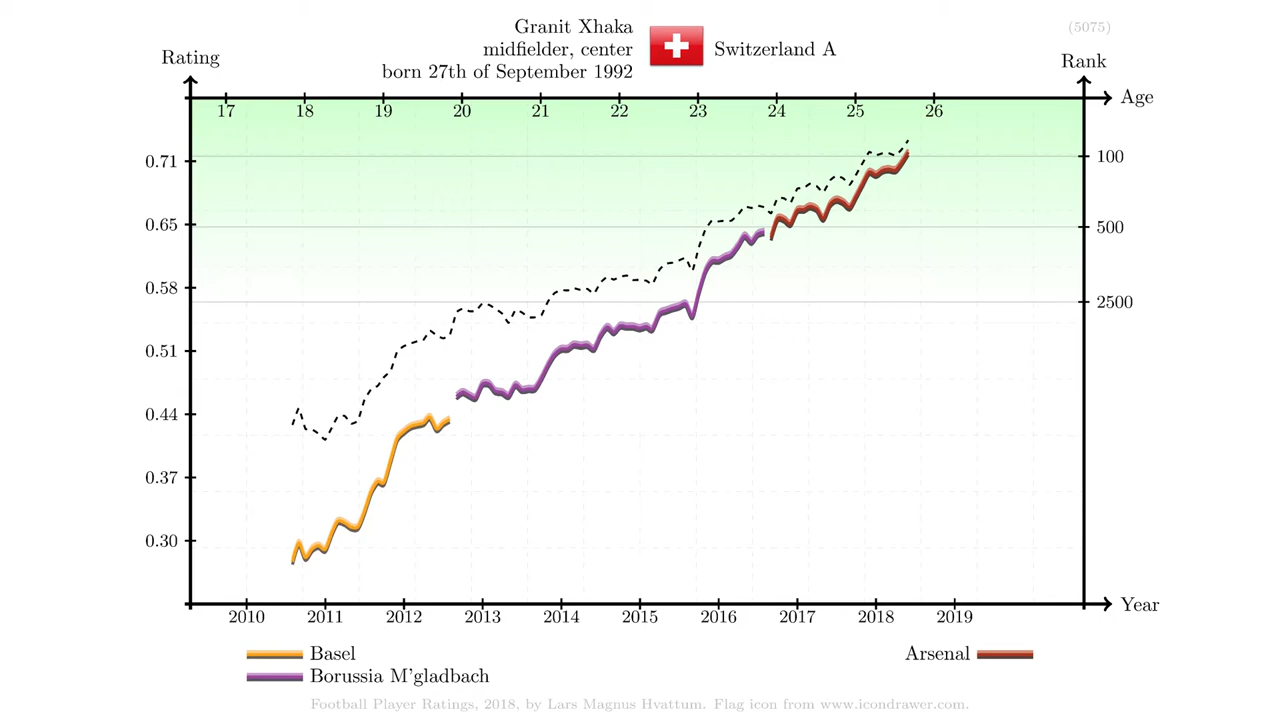 Granit Xhaka
midfielder, center
born 27th of September 1992
Switzerland A
(5075)
Rating
Rank
Age
17 18 19 20 21 22 23 24 25 26
0.71
0.65
0.58
0.51
0.44
0.37
0.30
100
500
2500
2010 2011 2012 2013 2014 2015 2016 2017 2018 2019
Year
Basel
Borussia M'gladbach
Arsenal
Football Player Ratings, 2018, by Lars Magnus Hvattum. Flag icon from www.icondrawer.com.